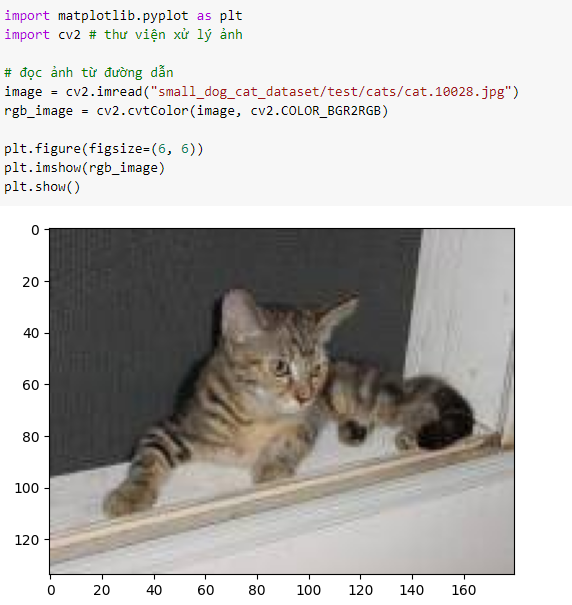 import matplotlib.pyplot as plt
import cv2 # thư viện xử lý ảnh
# đọc ảnh từ đường dẫn
image = cv2.imread("small_dog_cat_dataset/test/cats/cat.10028.jpg")
rgb_image = cv2.cvtColor(image, cv2.COLOR_BGR2RGB)
plt.figure(figsize=(6, 6))
plt.imshow(rgb_image)
plt.show()
0
20
40
60
80
100
120
0 20 40 60 80 100 120 140 160